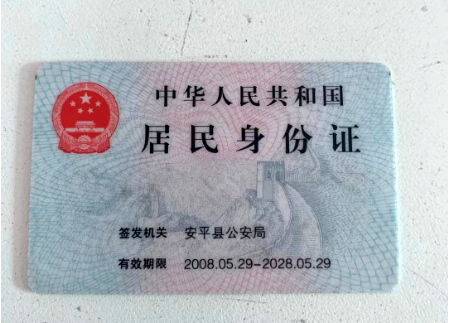 中华人民共和国
居民身份证
签发机关 安平县公安局
有效期限 2008.05.29-2028.05.29